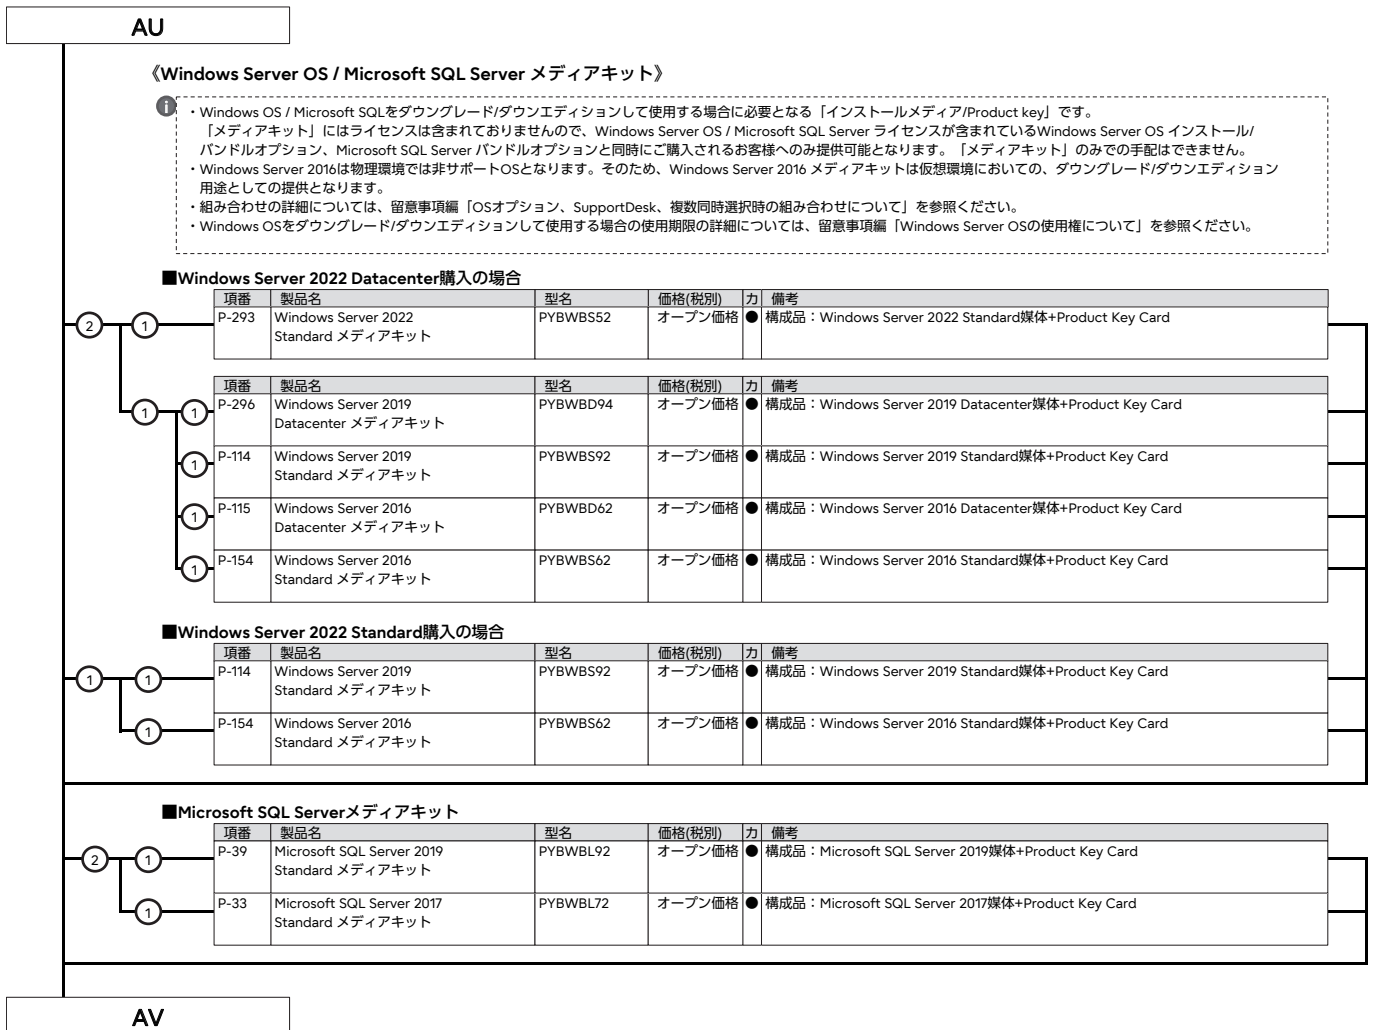 AU
《Windows Server OS / Microsoft SQL Server メディアキット》
i
・Windows OS / Microsoft SQLをダウングレード/ダウンエディションして使用する場合に必要となる「インストールメディア/Product key」です。
「メディアキット」にはライセンスは含まれておりませんので、Windows Server OS / Microsoft SQL Server ライセンスが含まれているWindows Server OS インストール/
バンドルオプション、Microsoft SQL Server バンドルオプションと同時にご購入されるお客様へのみ提供可能となります。「メディアキット」のみでの手配はできません。
・Windows Server 2016は物理環境では非サポートOSとなります。そのため、Windows Server 2016 メディアキットは仮想環境においての、ダウングレード/ダウンエディション
用途としての提供となります。
・組み合わせの詳細については、留意事項編「OSオプション、SupportDesk、複数同時選択時の組み合わせについて」を参照ください。
・Windows OSをダウングレード/ダウンエディションして使用する場合の使用期限の詳細については、留意事項編「Windows Server OSの使用権について」を参照ください。
■Windows Server 2022 Datacenter購入の場合
項番 製品名 型名 価格(税別) カ 備考
2 1 P-293 Windows Server 2022 PYBWBS52 オープン価格 ● 構成品：Windows Server 2022 Standard媒体+Product Key Card
Standard メディアキット
項番 製品名 型名 価格(税別) カ 備考
1 1 P-296 Windows Server 2019 PYBWBD94 オープン価格 ● 構成品：Windows Server 2019 Datacenter媒体+Product Key Card
Datacenter メディアキット
1 P-114 Windows Server 2019 PYBWBS92 オープン価格 ● 構成品：Windows Server 2019 Standard媒体+Product Key Card
Standard メディアキット
1 P-115 Windows Server 2016 PYBWBD62 オープン価格 ● 構成品：Windows Server 2016 Datacenter媒体+Product Key Card
Datacenter メディアキット
1 P-154 Windows Server 2016 PYBWBS62 オープン価格 ● 構成品：Windows Server 2016 Standard媒体+Product Key Card
Standard メディアキット
■Windows Server 2022 Standard購入の場合
項番 製品名 型名 価格(税別) カ 備考
1 1 P-114 Windows Server 2019 PYBWBS92 オープン価格 ● 構成品：Windows Server 2019 Standard媒体+Product Key Card
Standard メディアキット
1 P-154 Windows Server 2016 PYBWBS62 オープン価格 ● 構成品：Windows Server 2016 Standard媒体+Product Key Card
Standard メディアキット
■Microsoft SQL Serverメディアキット
項番 製品名 型名 価格(税別) カ 備考
2 1 P-39 Microsoft SQL Server 2019 PYBWBL92 オープン価格 ● 構成品：Microsoft SQL Server 2019媒体+Product Key Card
Standard メディアキット
1 P-33 Microsoft SQL Server 2017 PYBWBL72 オープン価格 ● 構成品：Microsoft SQL Server 2017媒体+Product Key Card
Standard メディアキット
AV